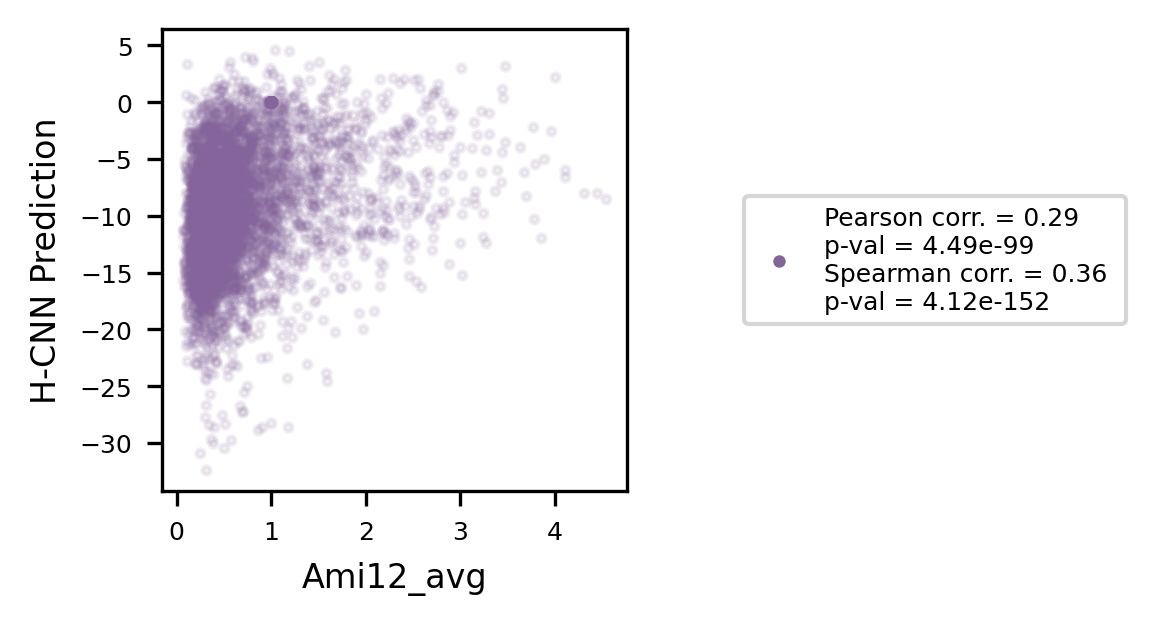 5
0
−5
−10
−15
−20
−25
−30
H-CNN Prediction
0 1 2 3 4
Ami12_avg
Pearson corr. = 0.29
p-val = 4.49e-99
Spearman corr. = 0.36
p-val = 4.12e-152